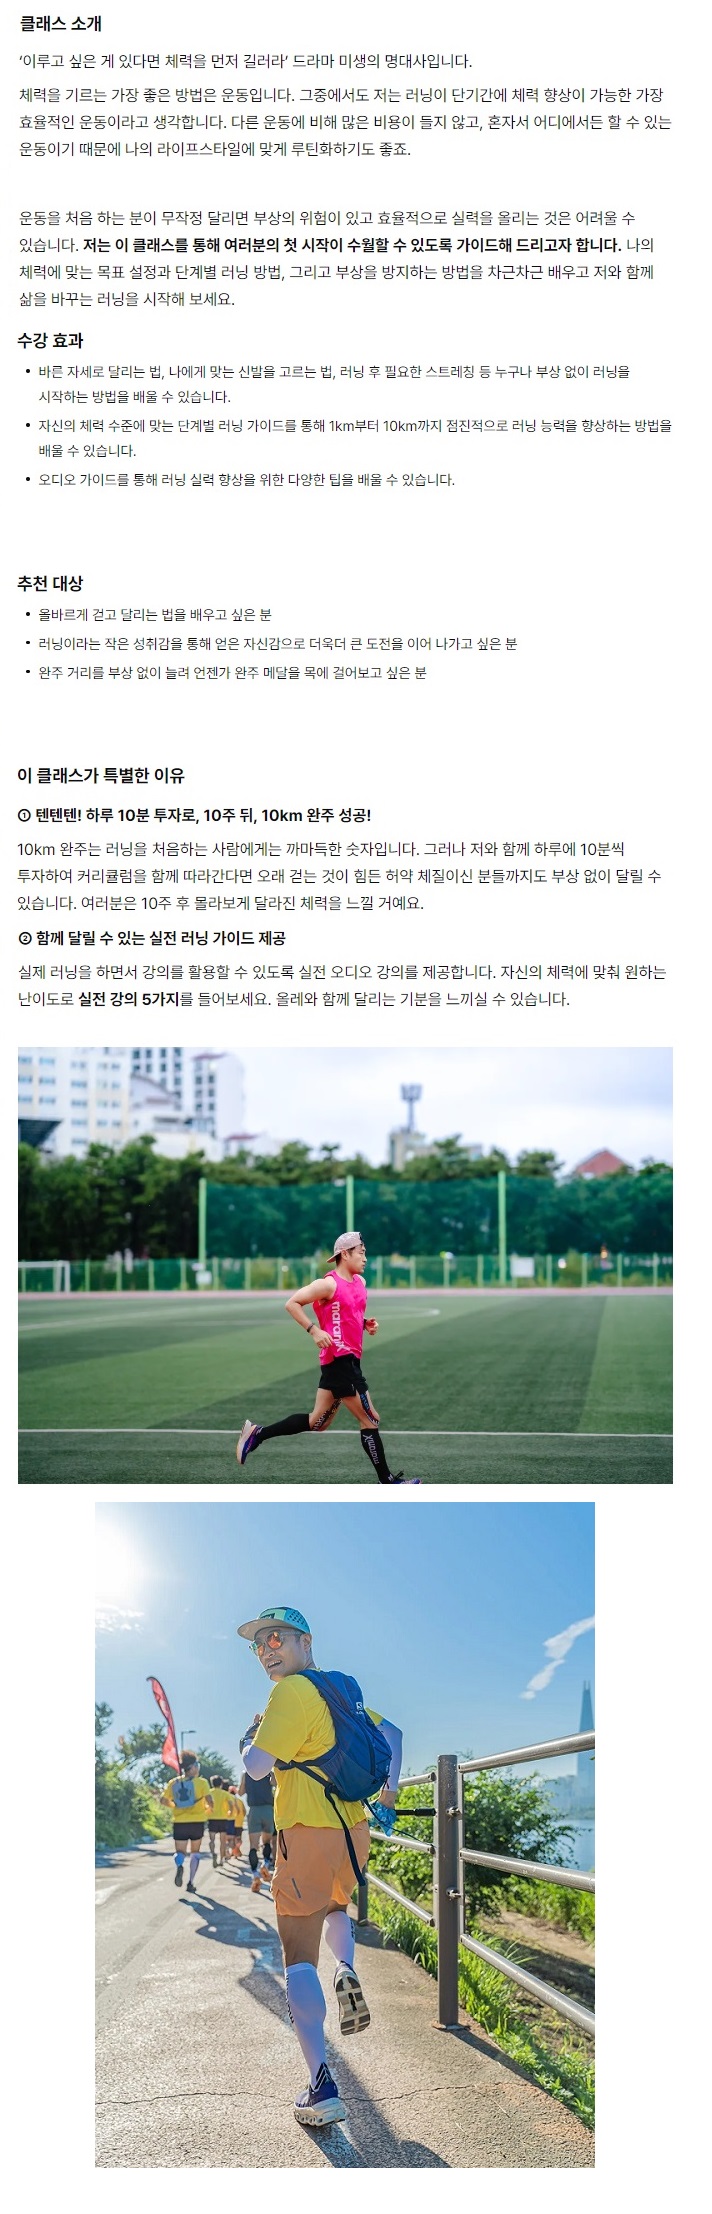 클래스 소개
‘이루고 싶은 게 있다면 체력을 먼저 길러라’ 드라마 미생의 명대사입니다.
체력을 기르는 가장 좋은 방법은 운동입니다. 그중에서도 저는 러닝이 단기간에 체력 향상이 가능한 가장
효율적인 운동이라고 생각합니다. 다른 운동에 비해 많은 비용이 들지 않고, 혼자서 어디에서든 할 수 있는
운동이기 때문에 나의 라이프스타일에 맞게 루틴화하기도 좋죠.
운동을 처음 하는 분이 무작정 달리면 부상의 위험이 있고 효율적으로 실력을 올리는 것은 어려울 수
있습니다. 저는 이 클래스를 통해 여러분의 첫 시작이 수월할 수 있도록 가이드해 드리고자 합니다. 나의
체력에 맞는 목표 설정과 단계별 러닝 방법, 그리고 부상을 방지하는 방법을 차근차근 배우고 저와 함께
삶을 바꾸는 러닝을 시작해 보세요.
수강 효과
• 바른 자세로 달리는 법, 나에게 맞는 신발을 고르는 법, 러닝 후 필요한 스트레칭 등 누구나 부상 없이 러닝을
시작하는 방법을 배울 수 있습니다.
• 자신의 체력 수준에 맞는 단계별 러닝 가이드를 통해 1km부터 10km까지 점진적으로 러닝 능력을 향상하는 방법을
배울 수 있습니다.
• 오디오 가이드를 통해 러닝 실력 향상을 위한 다양한 팁을 배울 수 있습니다.
추천 대상
• 올바르게 걷고 달리는 법을 배우고 싶은 분
• 러닝이라는 작은 성취감을 통해 얻은 자신감으로 더욱더 큰 도전을 이어 나가고 싶은 분
• 완주 거리를 부상 없이 늘려 언젠가 완주 메달을 목에 걸어보고 싶은 분
이 클래스가 특별한 이유
① 텐텐텐! 하루 10분 투자로, 10주 뒤, 10km 완주 성공!
10km 완주는 러닝을 처음하는 사람에게는 까마득한 숫자입니다. 그러나 저와 함께 하루에 10분씩
투자하여 커리큘럼을 함께 따라간다면 오래 걷는 것이 힘든 허약 체질이신 분들까지도 부상 없이 달릴 수
있습니다. 여러분은 10주 후 몰라보게 달라진 체력을 느낄 거예요.
② 함께 달릴 수 있는 실전 러닝 가이드 제공
실제 러닝을 하면서 강의를 활용할 수 있도록 실전 오디오 강의를 제공합니다. 자신의 체력에 맞춰 원하는
난이도로 실전 강의 5가지를 들어보세요. 올레와 함께 달리는 기분을 느끼실 수 있습니다.
maranix